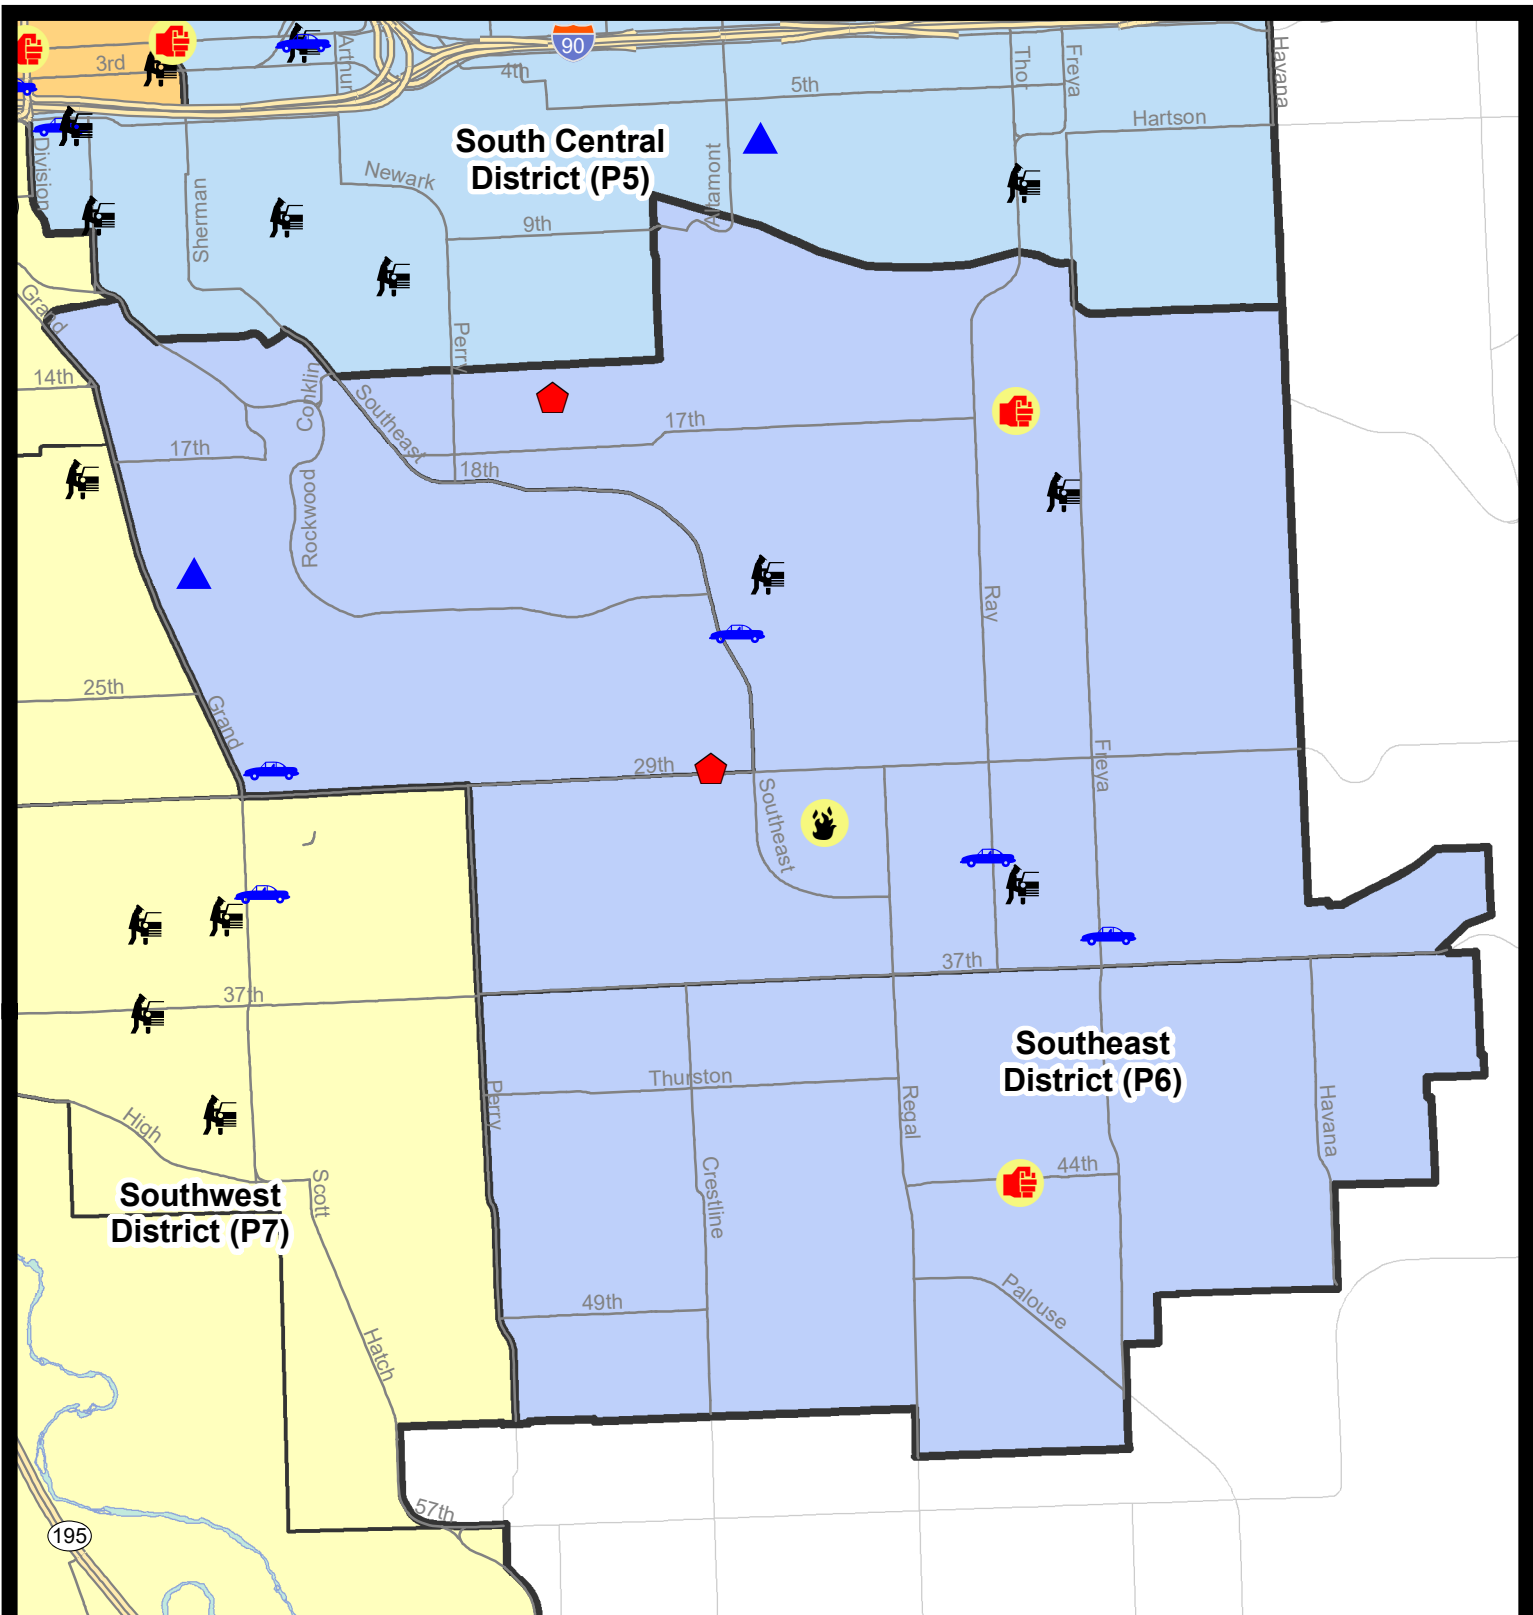 90
3rd
Arthur
4th
5th
Thor
Freya
Havana
Hartson
South Central
District (P5)
Division
Newark
Altamont
Sherman
9th
Grand
Perry
14th
Conklin
Southeast
17th
17th
18th
Rockwood
Ray
25th
Grand
29th
Freya
Southeast
37th
37th
Southeast
District (P6)
Thurston
Perry
Regal
Havana
High
Crestline
44th
Scott
Southwest
District (P7)
49th
Palouse
Hatch
57th
195